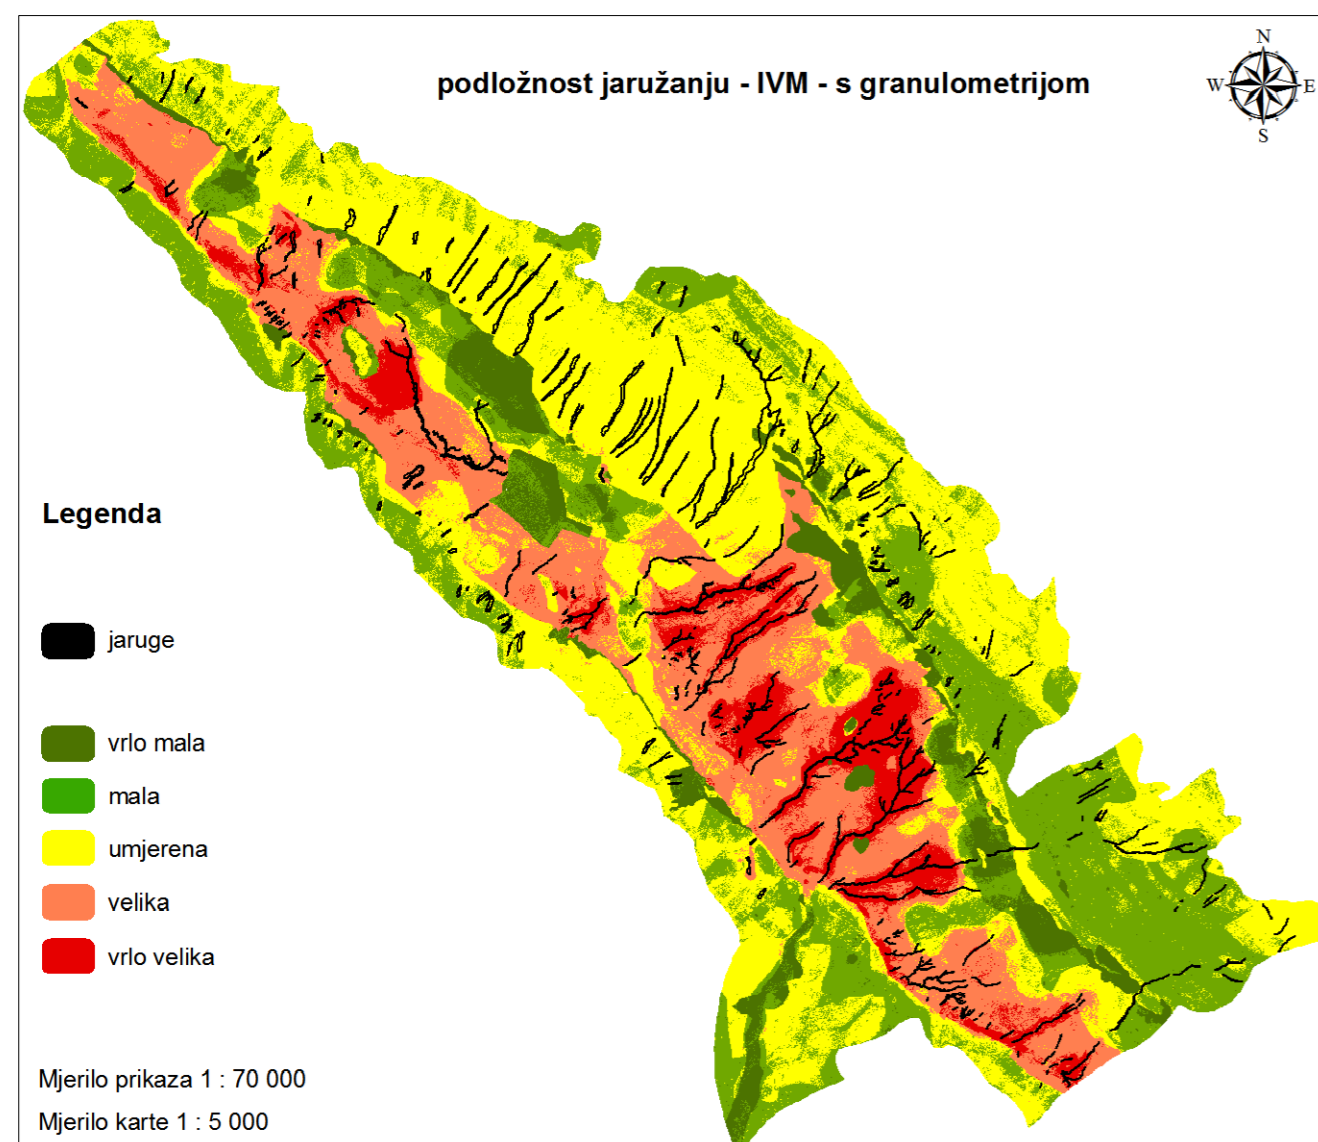 podložnost jaružanju - IVM - s granulometrijom
N
W
E
S
Legenda
jaruge
vrlo mala
mala
umjerena
velika
vrlo velika
Mjerilo prikaza 1 : 70 000
Mjerilo karte 1 : 5 000